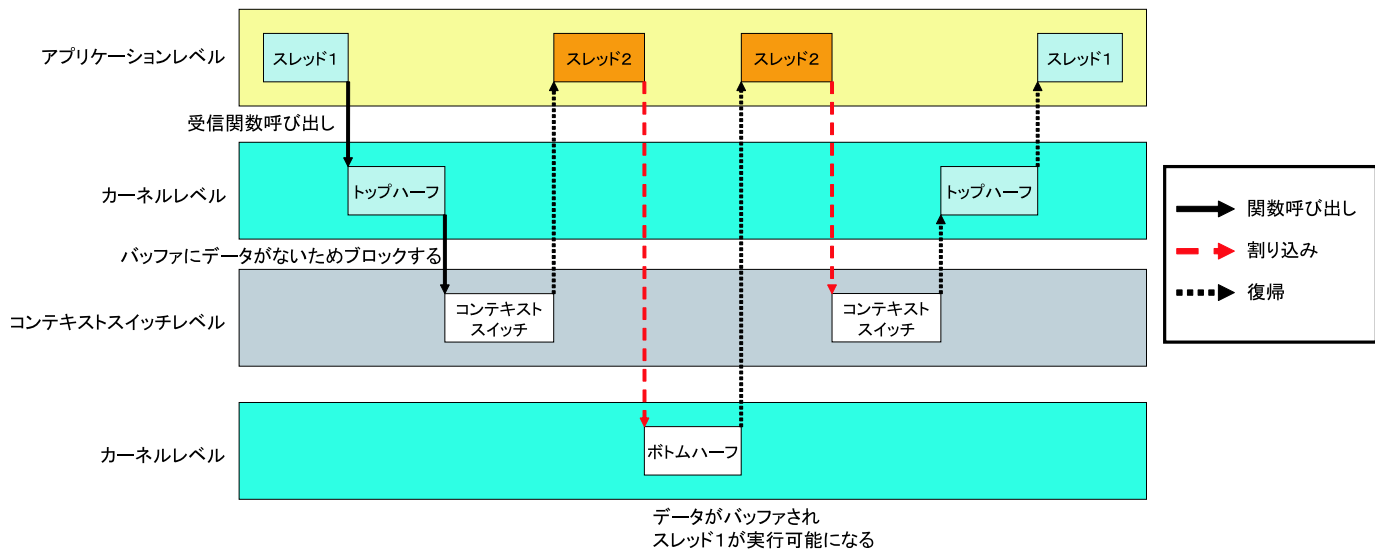 アプリケーションレベル
スレッド1
スレッド2
スレッド2
スレッド1
受信関数呼び出し
カーネルレベル
トップハーフ
トップハーフ
バッファにデータがないためブロックする
コンテキストスイッチレベル
コンテキスト
スイッチ
コンテキスト
スイッチ
カーネルレベル
ボトムハーフ
データがバッファされ
スレッド1が実行可能になる
関数呼び出し
割り込み
復帰